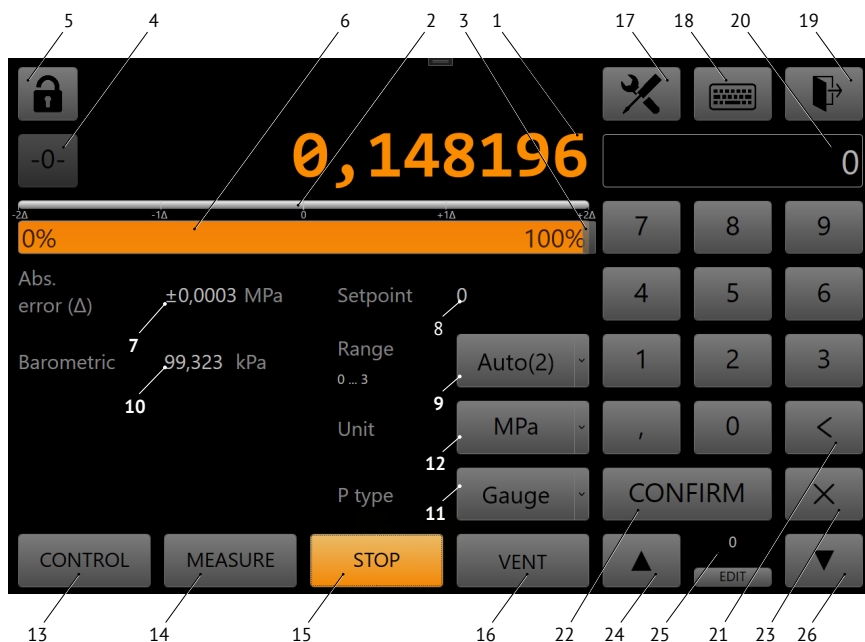 5 4 6 2 3 1 17 18 20 19
-0-
0,148196
0
-2Δ -1Δ 0 +1Δ +2Δ
0% 100%
7 8 9
Abs.
error (Δ) ±0,0003 MPa Setpoint 0
4 5 6
7 8
Barometric 99,323 kPa
Range
0 ... 3
Auto(2)
1 2 3
10 9
Unit MPa
, 0 <
12
P type Gauge
CONFIRM ×
11
CONTROL MEASURE STOP VENT
▲ 0 ▼
EDIT
13 14 15 16 22 24 25 21 23 26